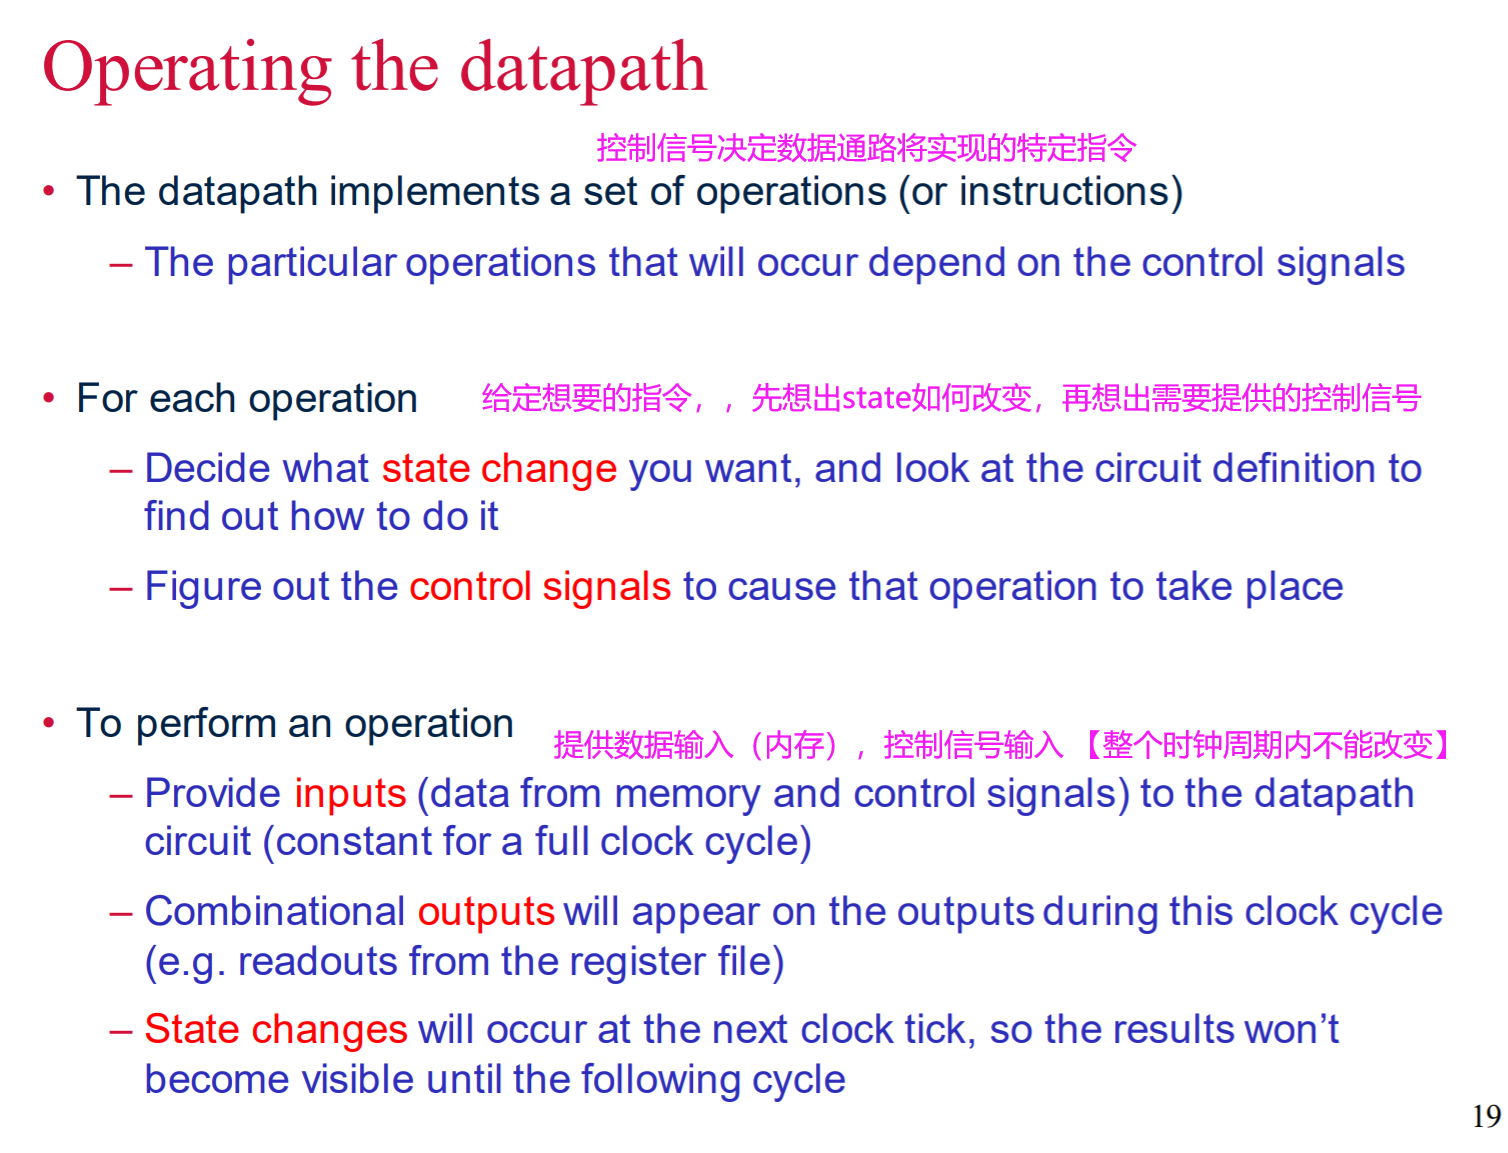 Operating the datapath
控制信号决定数据通路将实现的特定指令
• The datapath implements a set of operations (or instructions)
– The particular operations that will occur depend on the control signals
• For each operation
给定想要的指令，，先想出state如何改变，再想出需要提供的控制信号
– Decide what state change you want, and look at the circuit definition to
find out how to do it
– Figure out the control signals to cause that operation to take place
• To perform an operation
提供数据输入（内存），控制信号输入 【整个时钟周期内不能改变】
– Provide inputs (data from memory and control signals) to the datapath
circuit (constant for a full clock cycle)
– Combinational outputs will appear on the outputs during this clock cycle
(e.g. readouts from the register file)
– State changes will occur at the next clock tick, so the results won’t
become visible until the following cycle
19